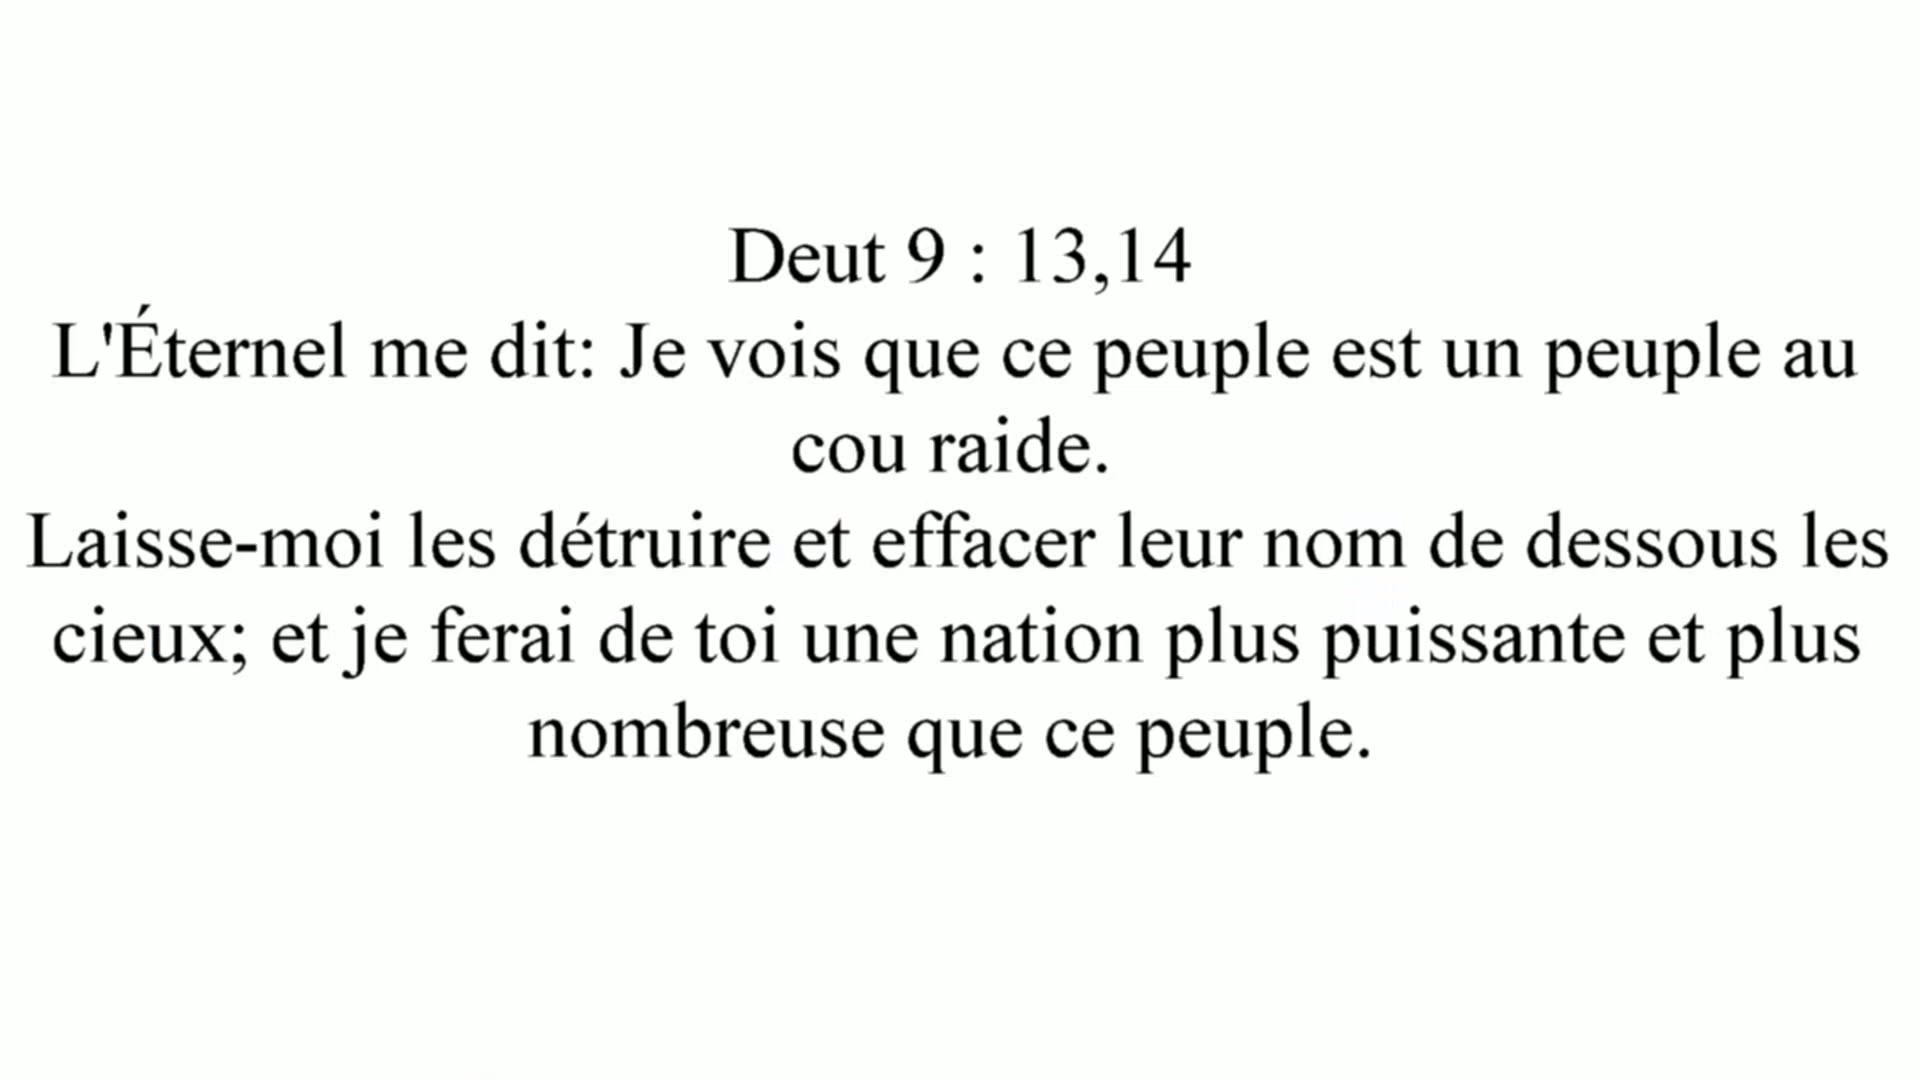 Deut 9 : 13,14
L'Éternel me dit: Je vois que ce peuple est un peuple au
cou raide.
Laisse-moi les détruire et effacer leur nom de dessous les
cieux; et je ferai de toi une nation plus puissante et plus
nombreuse que ce peuple.